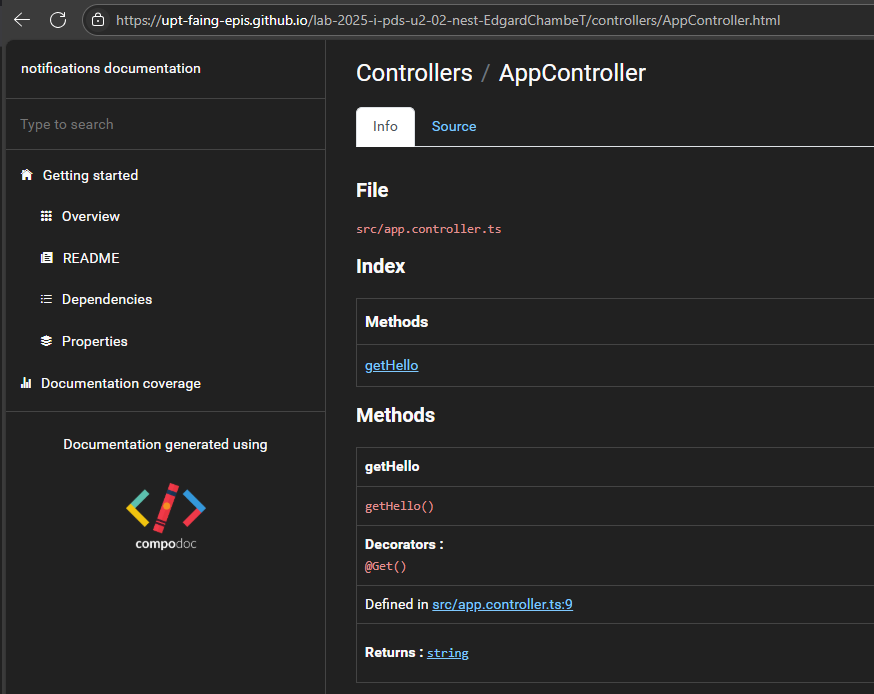 https://upt-faing-epis.github.io/lab-2025-i-pds-u2-02-nest-EdgardChambeT/controllers/AppController.html
notifications documentation
Type to search
Getting started
Overview
README
Dependencies
Properties
Documentation coverage
Documentation generated using
compodoc
Controllers / AppController
Info
Source
File
src/app.controller.ts
Index
Methods
getHello
Methods
getHello
getHello()
Decorators :
@Get()
Defined in src/app.controller.ts:9
Returns : string